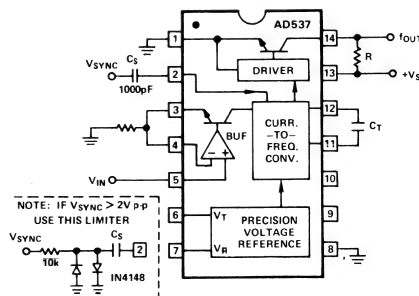 AD537
1
14
fOUT
DRIVER
R
VSYNC
CS
1000pF
2
13
+VS
3
12
CURR.
-TO-
FREQ.
CONV.
CT
BUF
4
11
- +
VIN
5
10
NOTE: IF VSYNC > 2V p-p
USE THIS LIMITER
6
VT
PRECISION
VOLTAGE
REFERENCE
9
VSYNC
CS
2
7
VR
8
10k
IN4148